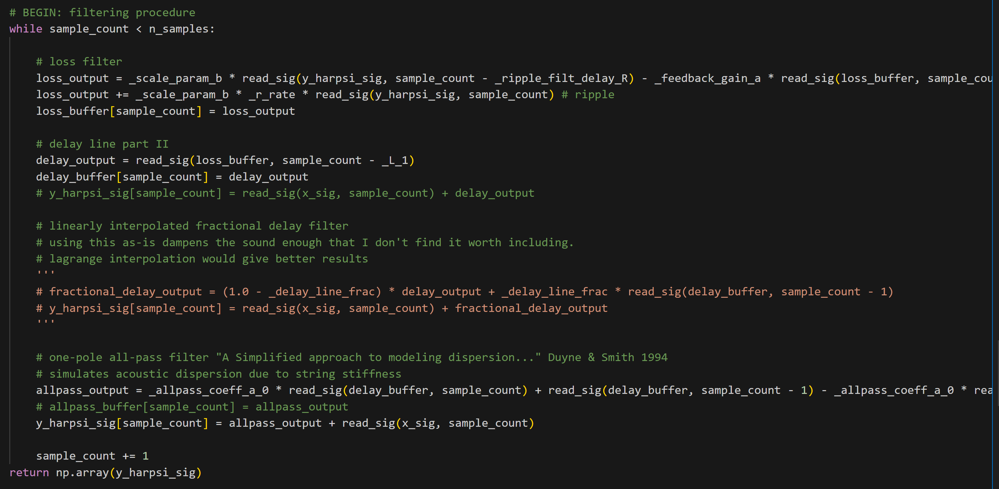 # BEGIN: filtering procedure
while sample_count < n_samples:
# loss filter
loss_output = _scale_param_b * read_sig(y_harpsi_sig, sample_count - _ripple_filt_delay_R) - _feedback_gain_a * read_sig(loss_buffer, sample_cou
loss_output += _scale_param_b * _r_rate * read_sig(y_harpsi_sig, sample_count) # ripple
loss_buffer[sample_count] = loss_output
# delay line part II
delay_output = read_sig(loss_buffer, sample_count - _L_1)
delay_buffer[sample_count] = delay_output
# y_harpsi_sig[sample_count] = read_sig(x_sig, sample_count) + delay_output
# linearly interpolated fractional delay filter
# using this as-is dampens the sound enough that I don't find it worth including.
# lagrange interpolation would give better results
'''
# fractional_delay_output = (1.0 - _delay_line_frac) * delay_output + _delay_line_frac * read_sig(delay_buffer, sample_count - 1)
# y_harpsi_sig[sample_count] = read_sig(x_sig, sample_count) + fractional_delay_output
'''
# one-pole all-pass filter "A Simplified approach to modeling dispersion..." Duyne & Smith 1994
# simulates acoustic dispersion due to string stiffness
allpass_output = _allpass_coeff_a_0 * read_sig(delay_buffer, sample_count) + read_sig(delay_buffer, sample_count - 1) - _allpass_coeff_a_0 * rea
# allpass_buffer[sample_count] = allpass_output
y_harpsi_sig[sample_count] = allpass_output + read_sig(x_sig, sample_count)
sample_count += 1
return np.array(y_harpsi_sig)